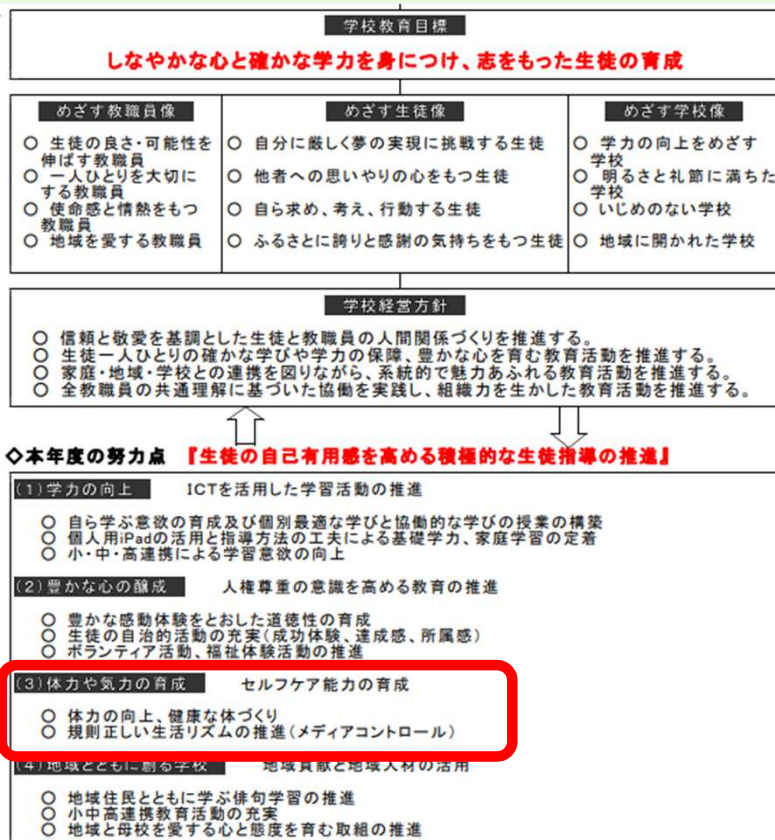 学校教育目標
しなやかな心と確かな学力を身につけ、志をもった生徒の育成
めざす教職員像
○ 生徒の良さ・可能性を
伸ばす教職員
○ 一人ひとりを大切に
する教職員
○ 使命感と情熱をもつ
教職員
○ 地域を愛する教職員
めざす生徒像
○ 自分に厳しく夢の実現に挑戦する生徒
○ 他者への思いやりの心をもつ生徒
○ 自ら求め、考え、行動する生徒
○ ふるさとに誇りと感謝の気持ちをもつ生徒
めざす学校像
○ 学力の向上をめざす
学校
○ 明るさと礼節に満ちた
学校
○ いじめのない学校
○ 地域に開かれた学校
学校経営方針
○ 信頼と敬愛を基調とした生徒と教職員の人間関係づくりを推進する。
○ 生徒一人ひとりの確かな学びや学力の保障、豊かな心を育む教育活動を推進する。
○ 家庭・地域・学校との連携を図りながら、系統的で魅力あふれる教育活動を推進する。
○ 全教職員の共通理解に基づいた協働を実践し、組織力を生かした教育活動を推進する。
◇本年度の努力点 『生徒の自己有用感を高める積極的な生徒指導の推進』
(1)学力の向上 ICTを活用した学習活動の推進
○ 自ら学ぶ意欲の育成及び個別最適な学びと協働的な学びの授業の構築
○ 個人用iPadの活用と指導方法の工夫による基礎学力、家庭学習の定着
○ 小・中・高連携による学習意欲の向上
(2)豊かな心の醸成 人権尊重の意識を高める教育の推進
○ 豊かな感動体験をとおした道徳性の育成
○ 生徒の自治的活動の充実(成功体験、達成感、所属感)
○ ボランティア活動、福祉体験活動の推進
(3)体力や気力の育成 セルフケア能力の育成
○ 体力の向上、健康な体づくり
○ 規則正しい生活リズムの推進(メディアコントロール)
(4)地域とともに創る学校 地域貢献と地域人材の活用
○ 地域住民とともに学ぶ俳句学習の推進
○ 小中高連携教育活動の充実
○ 地域と母校を愛する心と態度を育む取組の推進